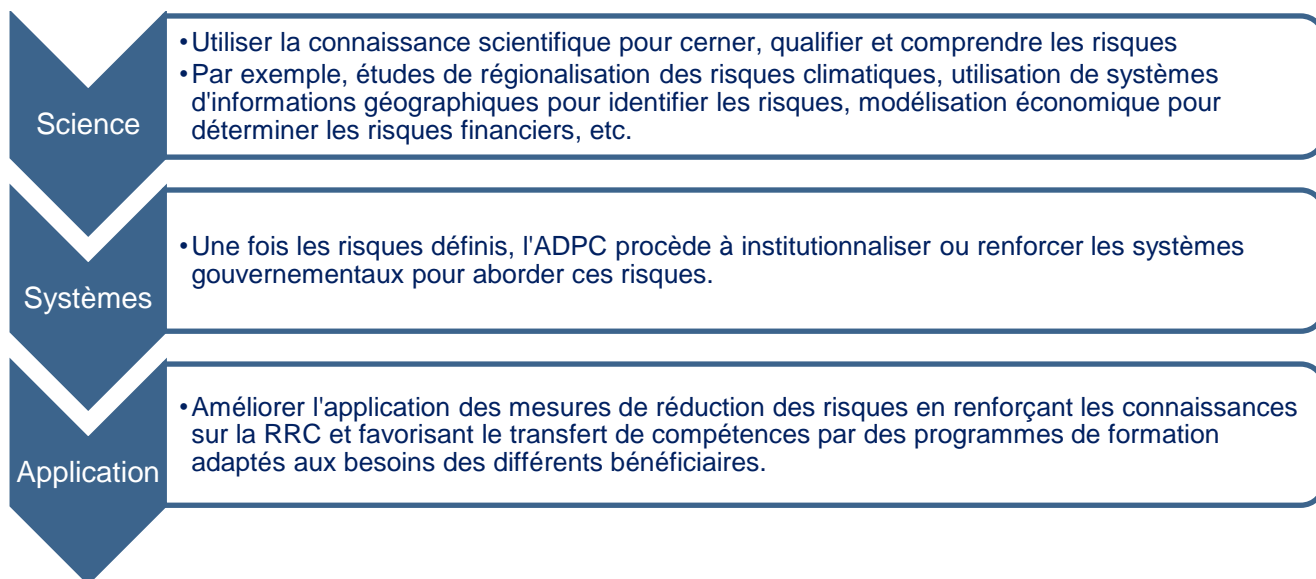 Science
•Utiliser la connaissance scientifique pour cerner, qualifier et comprendre les risques
•Par exemple, études de régionalisation des risques climatiques, utilisation de systèmes
d'informations géographiques pour identifier les risques, modélisation économique pour
déterminer les risques financiers, etc.
Systèmes
•Une fois les risques définis, l'ADPC procède à institutionnaliser ou renforcer les systèmes
gouvernementaux pour aborder ces risques.
Application
•Améliorer l'application des mesures de réduction des risques en renforçant les connaissances
sur la RRC et favorisant le transfert de compétences par des programmes de formation
adaptés aux besoins des différents bénéficiaires.